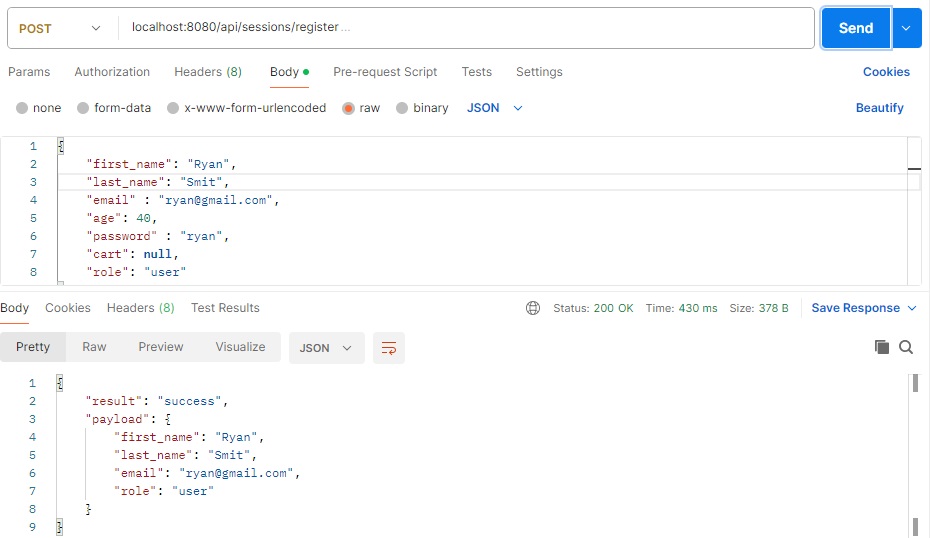 POST localhost:8080/api/sessions/register ... Send
Params Authorization Headers (8) Body Pre-request Script Tests Settings Cookies
none form-data x-www-form-urlencoded raw binary JSON Beautify
1 {
2 "first_name": "Ryan",
3 "last_name": "Smit",
4 "email" : "ryan@gmail.com",
5 "age": 40,
6 "password" : "ryan",
7 "cart": null,
8 "role": "user"
Body Cookies Headers (8) Test Results Status: 200 OK Time: 430 ms Size: 378 B Save Response
Pretty Raw Preview Visualize JSON
1 {
2 "result": "success",
3 "payload": {
4 "first_name": "Ryan",
5 "last_name": "Smit",
6 "email": "ryan@gmail.com",
7 "role": "user"
8 }
9 }